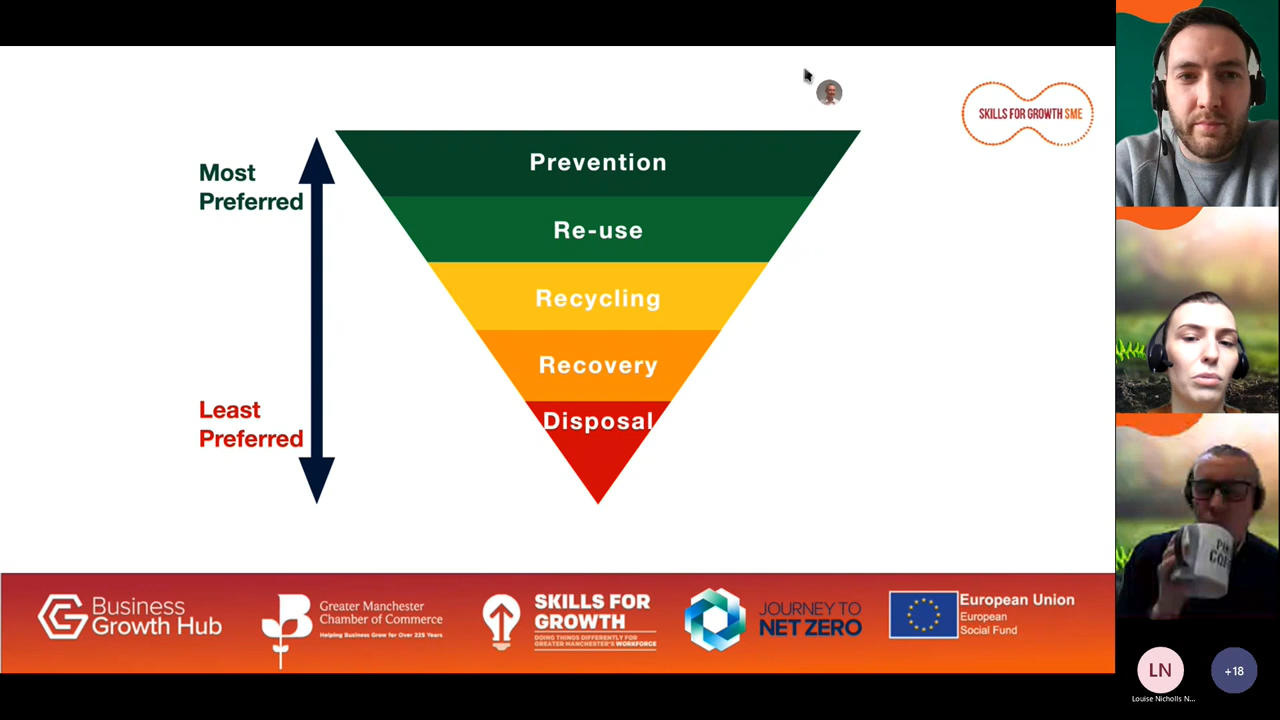 SKILLS FOR GROWTH SME
Most
Preferred
Prevention
Re-use
Recycling
Recovery
Least
Preferred
Disposal
Business
Growth Hub
Greater Manchester
Chamber of Commerce
Helping Business Grow for Over 225 Years
SKILLS FOR
GROWTH
DOING THINGS DIFFERENTLY FOR
GREATER MANCHESTER'S WORKFORCE
JOURNEY TO
NET ZERO
European Union
European
Social Fund
LN
+18
Louise Nicholls N...